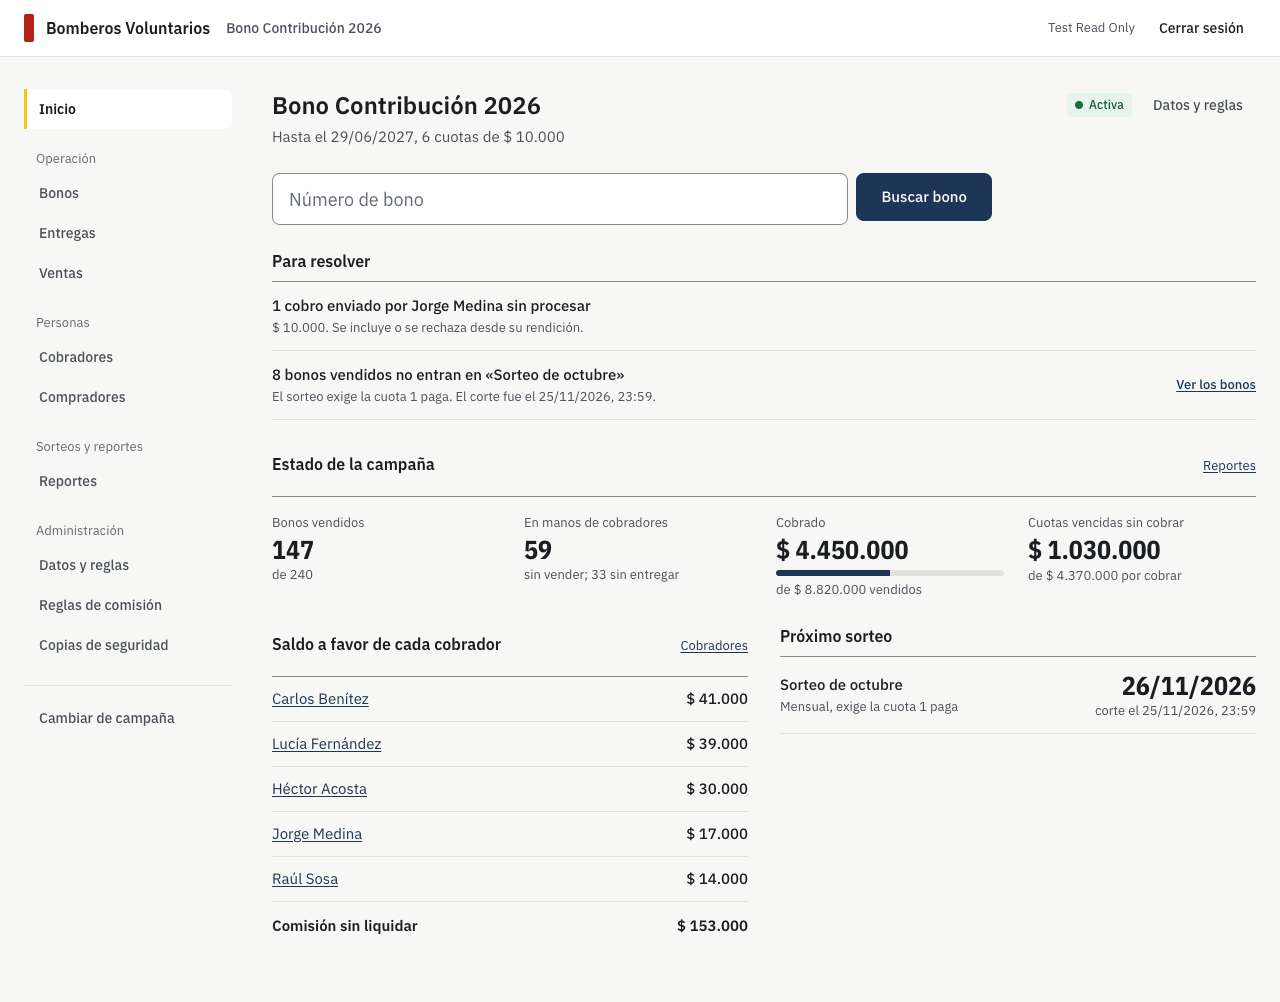 Bomberos Voluntarios
Bono Contribución 2026
Test Read Only
Cerrar sesión
Inicio
Operación
Bonos
Entregas
Ventas
Personas
Cobradores
Compradores
Sorteos y reportes
Reportes
Administración
Datos y reglas
Reglas de comisión
Copias de seguridad
Cambiar de campaña
Bono Contribución 2026
Activa
Datos y reglas
Hasta el 29/06/2027, 6 cuotas de $ 10.000
Número de bono
Buscar bono
Para resolver
1 cobro enviado por Jorge Medina sin procesar
$ 10.000. Se incluye o se rechaza desde su rendición.
8 bonos vendidos no entran en «Sorteo de octubre»
El sorteo exige la cuota 1 paga. El corte fue el 25/11/2026, 23:59.
Ver los bonos
Estado de la campaña
Reportes
Bonos vendidos
147
de 240
En manos de cobradores
59
sin vender; 33 sin entregar
Cobrado
$ 4.450.000
de $ 8.820.000 vendidos
Cuotas vencidas sin cobrar
$ 1.030.000
de $ 4.370.000 por cobrar
Saldo a favor de cada cobrador
Cobradores
Carlos Benítez $ 41.000
Lucía Fernández $ 39.000
Héctor Acosta $ 30.000
Jorge Medina $ 17.000
Raúl Sosa $ 14.000
Comisión sin liquidar $ 153.000
Próximo sorteo
Sorteo de octubre
Mensual, exige la cuota 1 paga
26/11/2026
corte el 25/11/2026, 23:59